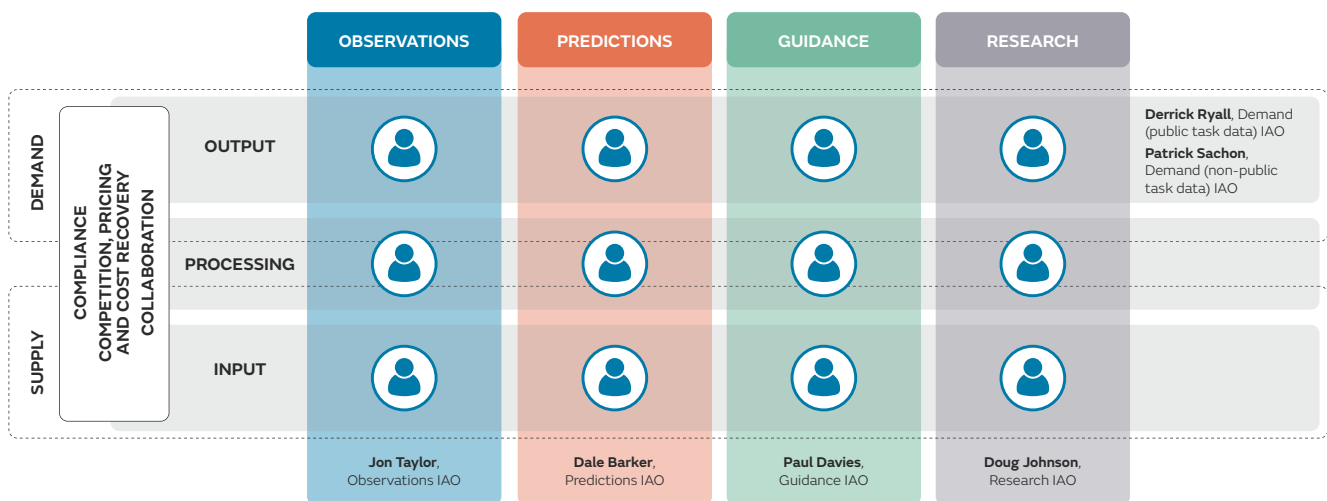 OBSERVATIONS
PREDICTIONS
GUIDANCE
RESEARCH
DEMAND
SUPPLY
COMPLIANCE
COMPETITION, PRICING
AND COST RECOVERY
COLLABORATION
OUTPUT
Derrick Ryall, Demand
(public task data) IAO
Patrick Sachon,
Demand (non-public
task data) IAO
PROCESSING
INPUT
Jon Taylor,
Observations IAO
Dale Barker,
Predictions IAO
Paul Davies,
Guidance IAO
Doug Johnson,
Research IAO